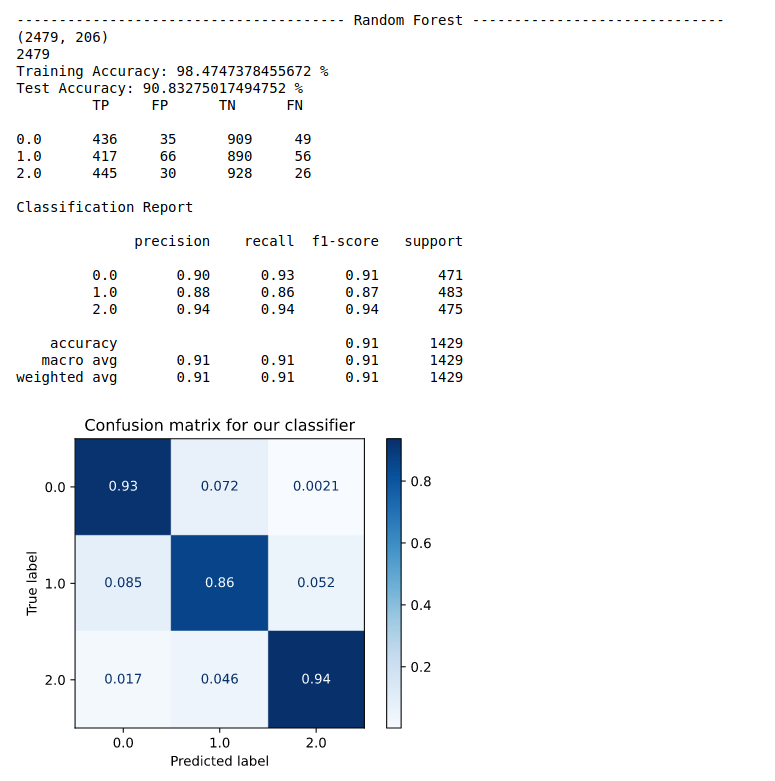 --------------------------------------- Random Forest ------------------------------
(2479, 206)
2479
Training Accuracy: 98.4747378455672 %
Test Accuracy: 90.83275017494752 %
TP FP TN FN
0.0 436 35 909 49
1.0 417 66 890 56
2.0 445 30 928 26
Classification Report
precision recall f1-score support
0.0 0.90 0.93 0.91 471
1.0 0.88 0.86 0.87 483
2.0 0.94 0.94 0.94 475
accuracy 0.91 1429
macro avg 0.91 0.91 0.91 1429
weighted avg 0.91 0.91 0.91 1429
Confusion matrix for our classifier
0.0 0.93 0.072 0.0021
1.0 0.085 0.86 0.052
2.0 0.017 0.046 0.94
0.0 1.0 2.0
Predicted label
True label
0.8
0.6
0.4
0.2